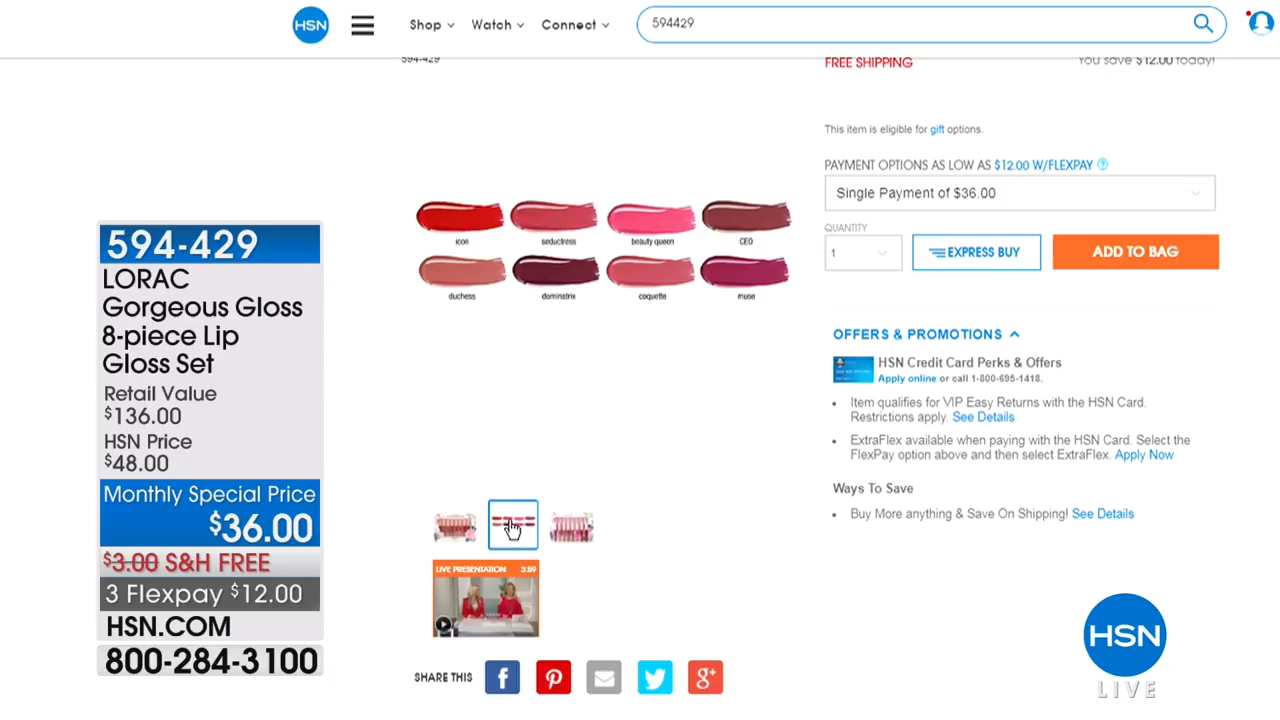 HSN
Shop
Watch
Connect
594429
594-429
FREE SHIPPING
You save $12.00 today!
This item is eligible for gift options.
PAYMENT OPTIONS AS LOW AS $12.00 W/FLEXPAY ?
Single Payment of $36.00
QUANTITY
1
EXPRESS BUY
ADD TO BAG
icon
seductress
beauty queen
CEO
duchess
dominatrix
coquette
muse
594-429
LORAC
Gorgeous Gloss
8-piece Lip
Gloss Set
Retail Value
$136.00
HSN Price
$48.00
Monthly Special Price
$36.00
$3.00 S&H FREE
3 Flexpay $12.00
HSN.COM
800-284-3100
OFFERS & PROMOTIONS
HSN Credit Card Perks & Offers
Apply online or call 1-800-695-1418.
• Item qualifies for VIP Easy Returns with the HSN Card.
Restrictions apply. See Details
• ExtraFlex available when paying with the HSN Card. Select the
FlexPay option above and then select ExtraFlex. Apply Now
Ways To Save
• Buy More anything & Save On Shipping! See Details
LIVE PRESENTATION 3:59
SHARE THIS
f
g+
HSN
LIVE